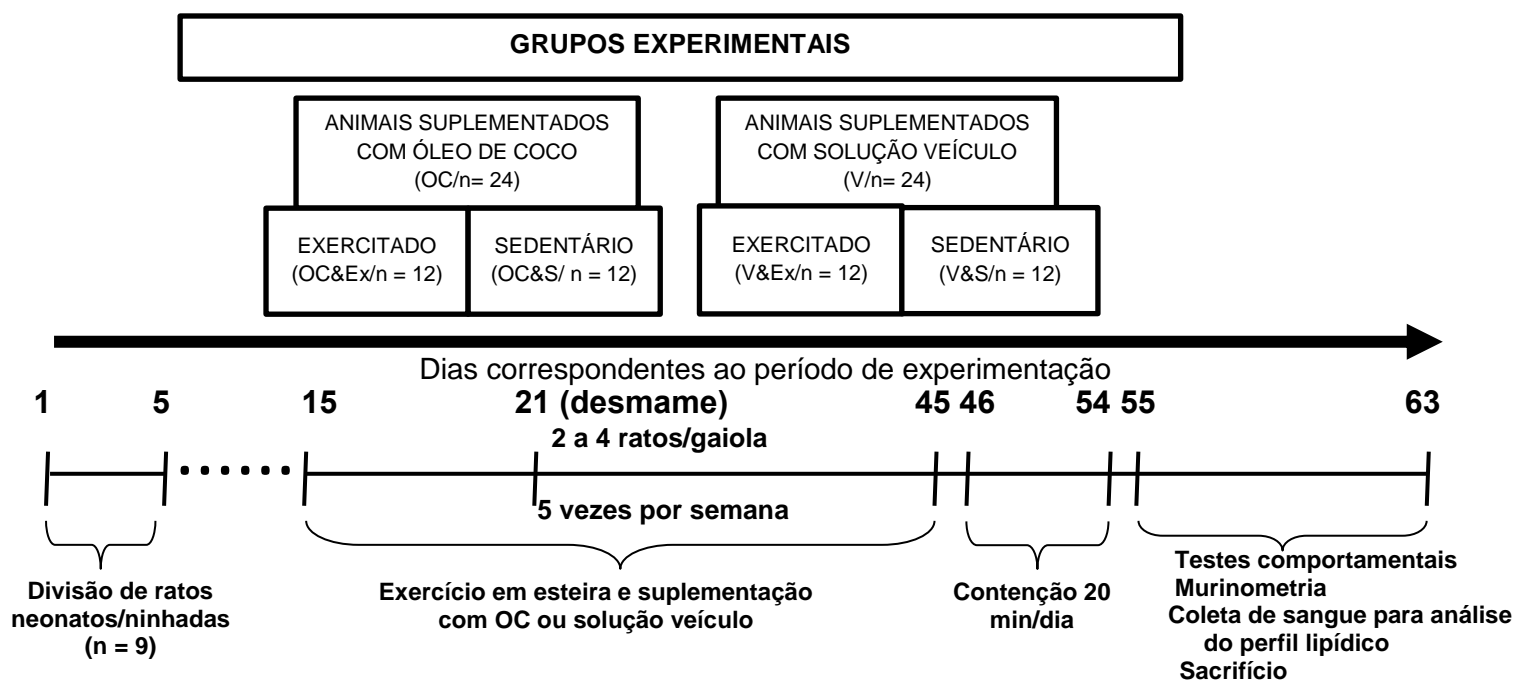 GRUPOS EXPERIMENTAIS
ANIMAIS SUPLEMENTADOS
COM ÓLEO DE COCO
(OC/n= 24)
ANIMAIS SUPLEMENTADOS
COM SOLUÇÃO VEÍCULO
(V/n= 24)
EXERCITADO
(OC&Ex/n = 12)
SEDENTÁRIO
(OC&S/ n = 12)
EXERCITADO
(V&Ex/n = 12)
SEDENTÁRIO
(V&S/n = 12)
Dias correspondentes ao período de experimentação
1 5 15 21 (desmame) 45 46 54 55 63
2 a 4 ratos/gaiola
5 vezes por semana
Divisão de ratos
neonatos/ninhadas
(n = 9)
Exercício em esteira e suplementação
com OC ou solução veículo
Contenção 20
min/dia
Testes comportamentais
Murinometria
Coleta de sangue para análise
do perfil lipídico
Sacrifício